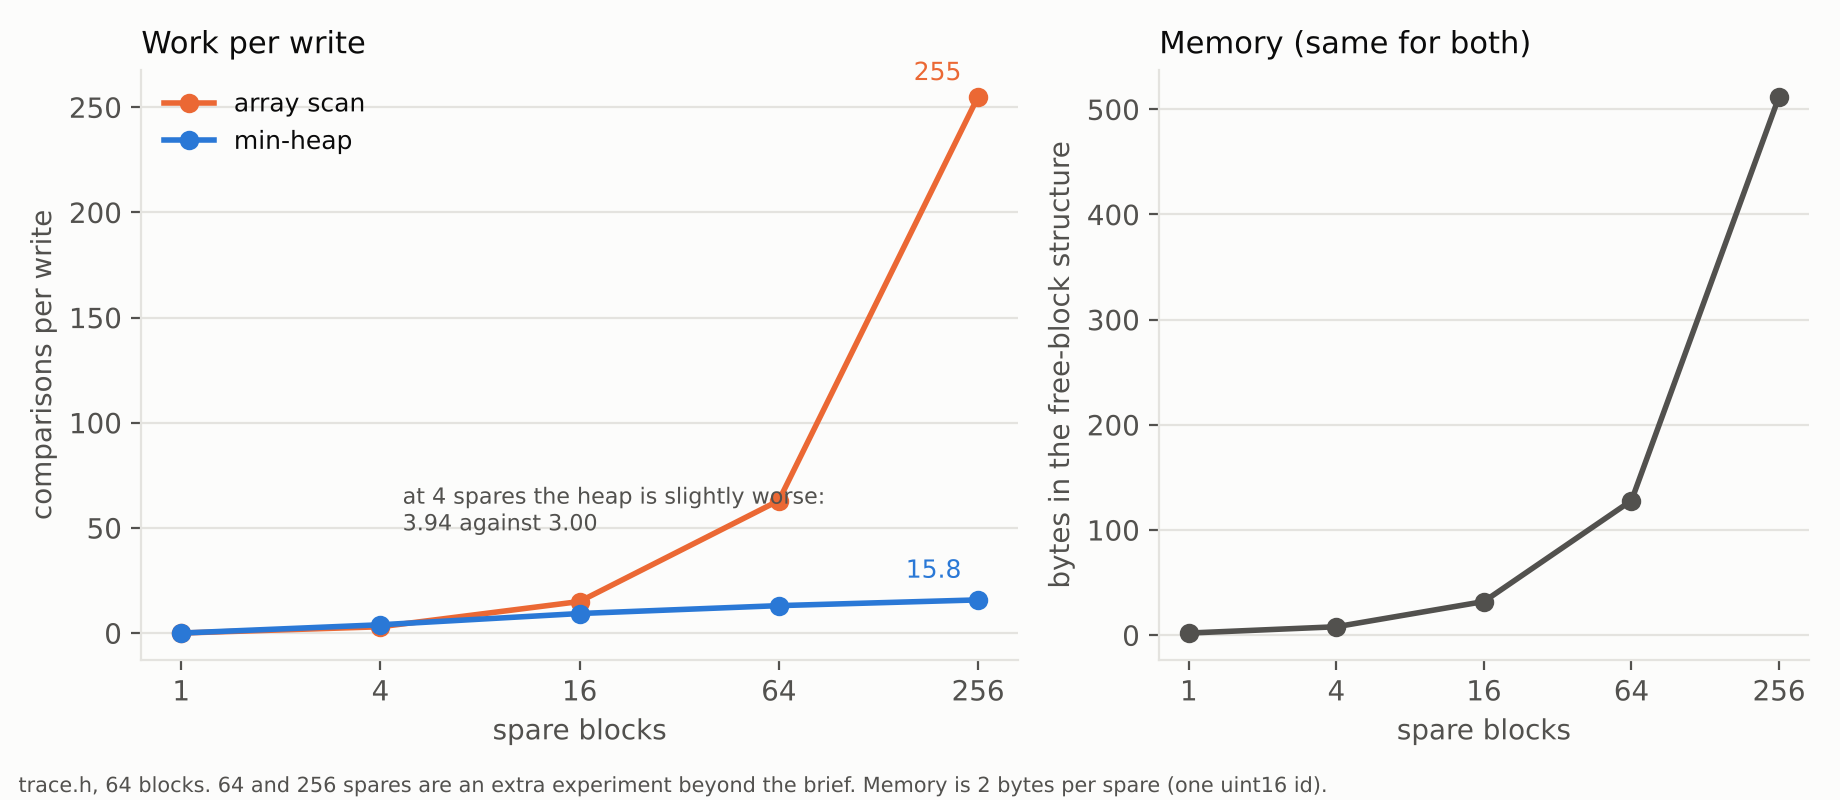 Work per write
255
array scan
min-heap
250
200
150
100
50
0
comparisons per write
at 4 spares the heap is slightly worse:
3.94 against 3.00
15.8
1
4
16
64
256
spare blocks
Memory (same for both)
500
400
300
200
100
0
bytes in the free-block structure
1
4
16
64
256
spare blocks
trace.h, 64 blocks. 64 and 256 spares are an extra experiment beyond the brief. Memory is 2 bytes per spare (one uint16 id).